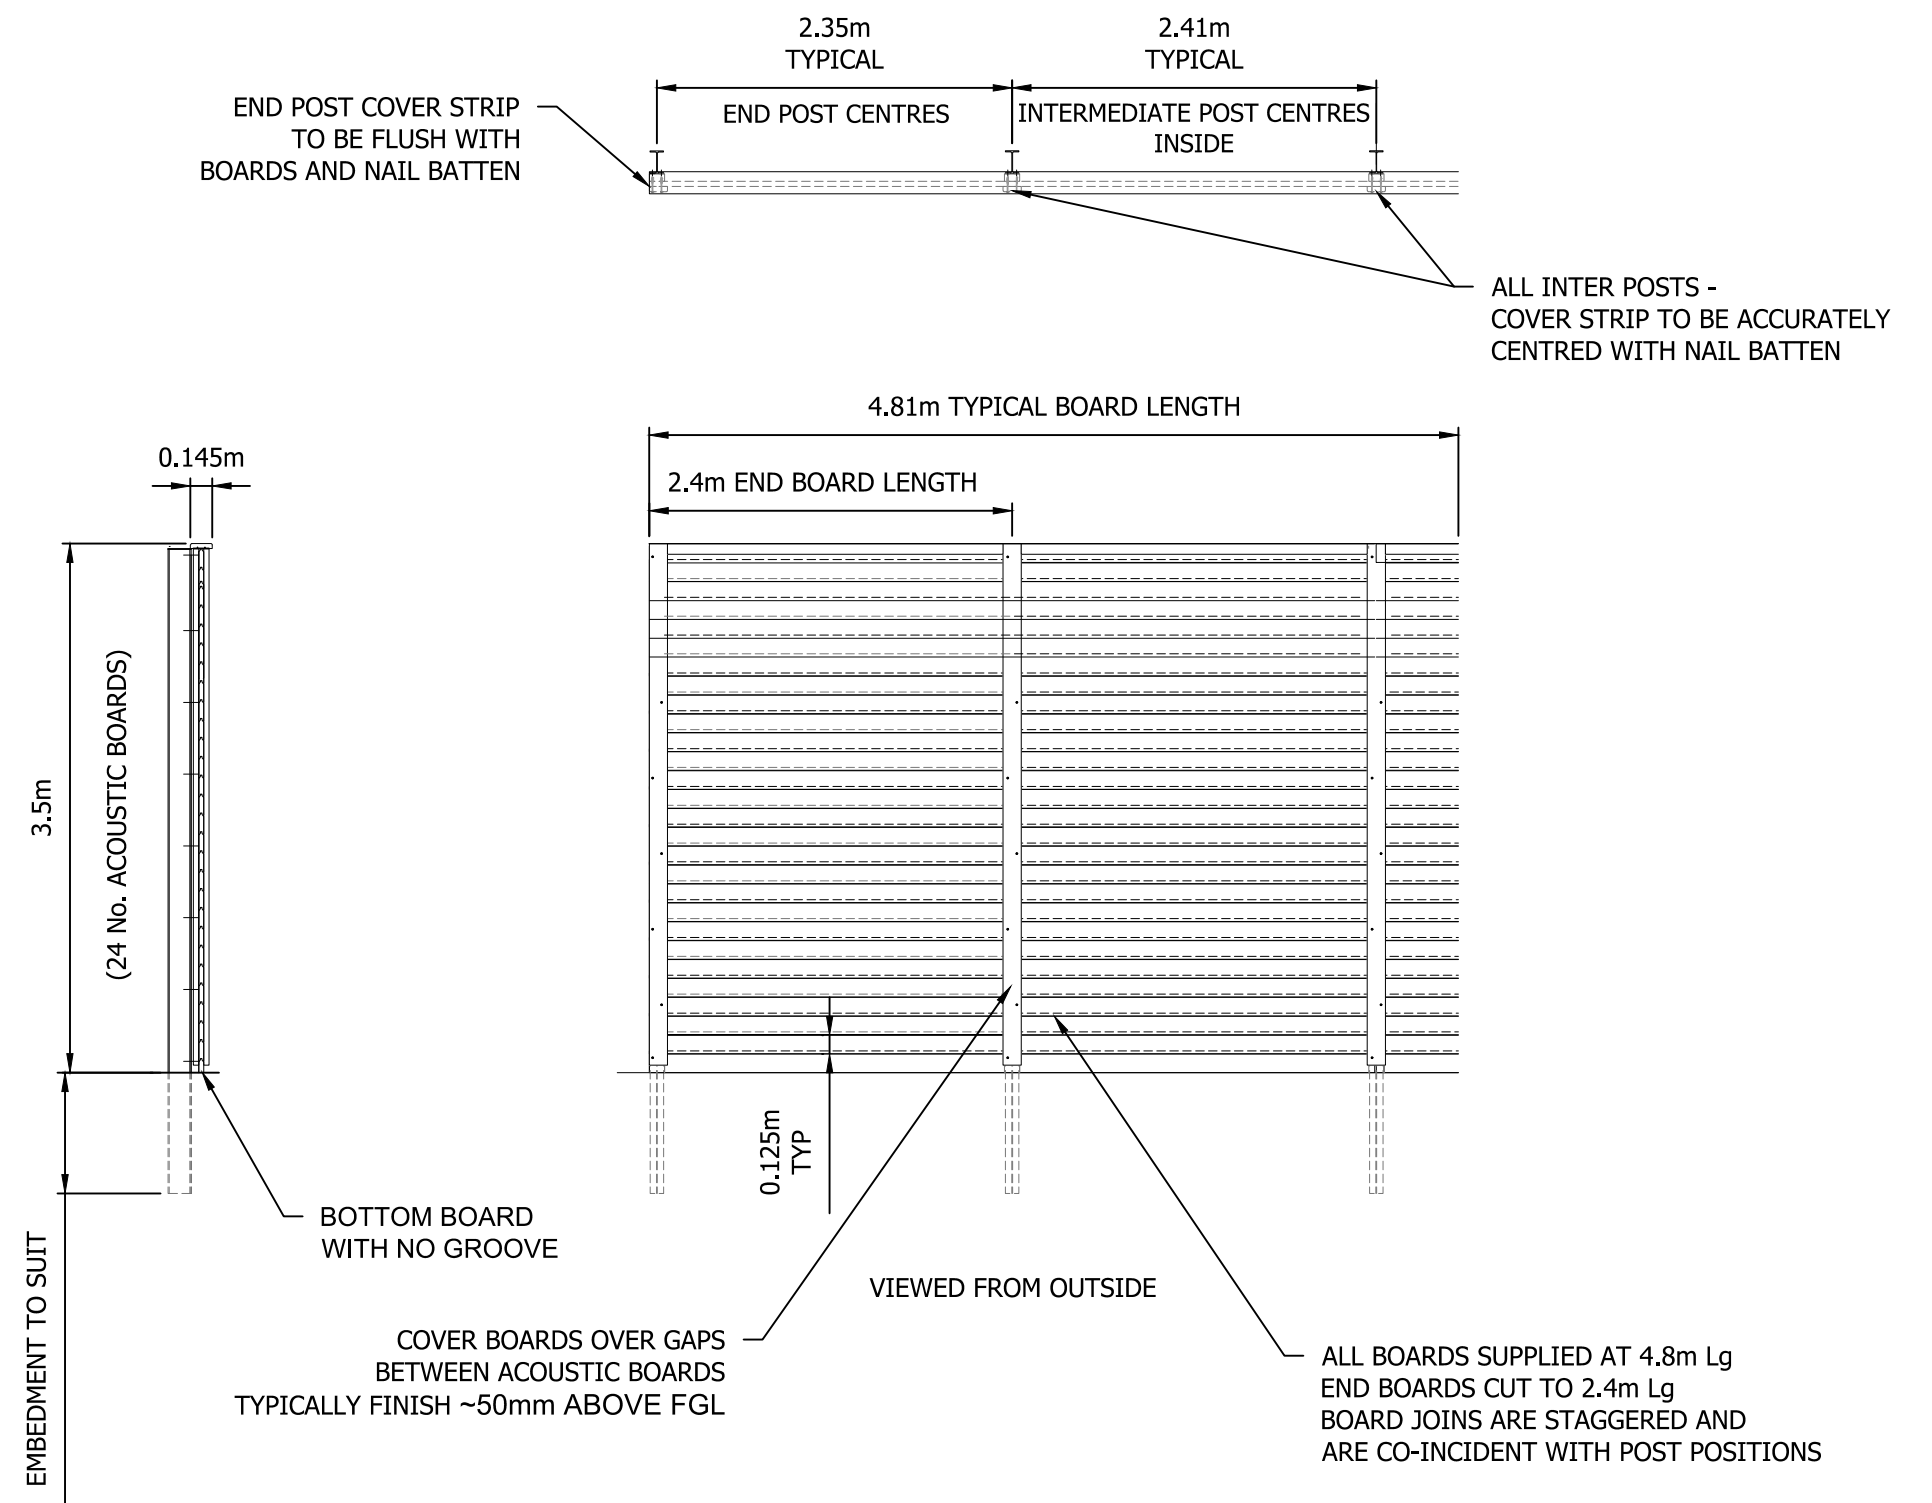 2.35m
TYPICAL
2.41m
TYPICAL
END POST COVER STRIP
TO BE FLUSH WITH
BOARDS AND NAIL BATTEN
END POST CENTRES
INTERMEDIATE POST CENTRES
INSIDE
ALL INTER POSTS -
COVER STRIP TO BE ACCURATELY
CENTRED WITH NAIL BATTEN
4.81m TYPICAL BOARD LENGTH
0.145m
2.4m END BOARD LENGTH
3.5m
(24 No. ACOUSTIC BOARDS)
0.125m
TYP
BOTTOM BOARD
WITH NO GROOVE
EMBEDMENT TO SUIT
VIEWED FROM OUTSIDE
COVER BOARDS OVER GAPS
BETWEEN ACOUSTIC BOARDS
TYPICALLY FINISH ~50mm ABOVE FGL
ALL BOARDS SUPPLIED AT 4.8m Lg
END BOARDS CUT TO 2.4m Lg
BOARD JOINS ARE STAGGERED AND
ARE CO-INCIDENT WITH POST POSITIONS